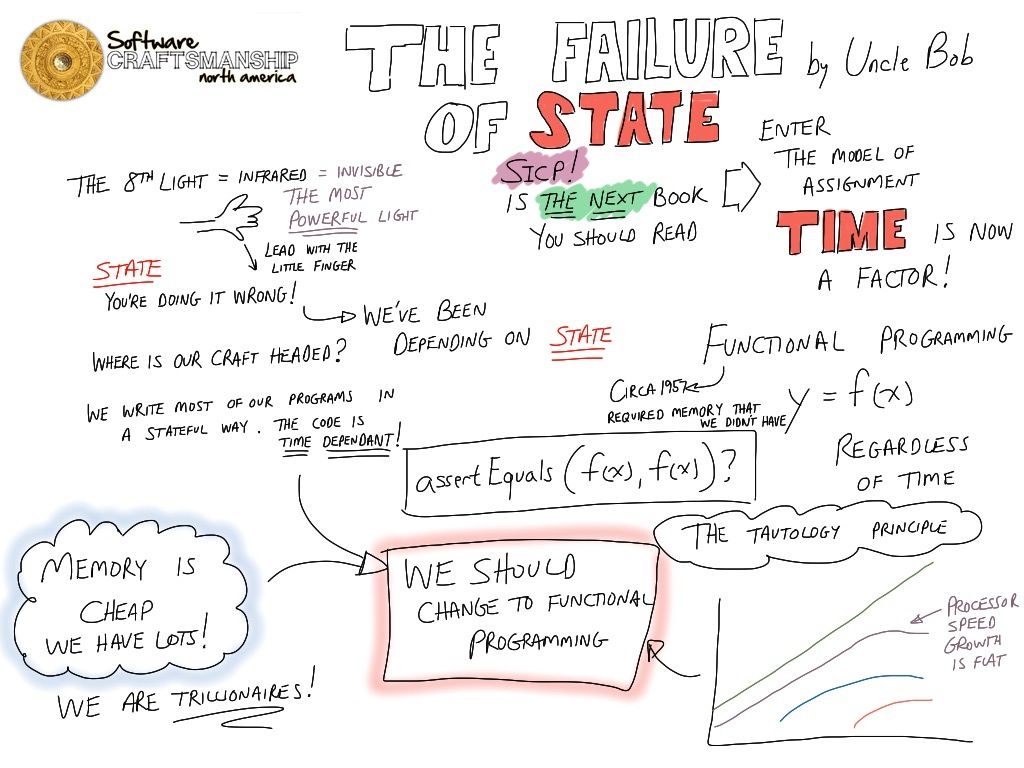 Software
CRAFTSMANSHIP
north america
THE FAILURE
OF STATE
by Uncle Bob
THE 8TH LIGHT = INFRARED = INVISIBLE
THE MOST
POWERFUL LIGHT
LEAD WITH THE
LITTLE FINGER
SICP!
IS THE NEXT BOOK
YOU SHOULD READ
ENTER
THE MODEL OF
ASSIGNMENT
TIME IS NOW
A FACTOR!
STATE
YOU'RE DOING IT WRONG!
WE'VE BEEN
DEPENDING ON STATE
WHERE IS OUR CRAFT HEADED?
WE WRITE MOST OF OUR PROGRAMS IN
A STATEFUL WAY. THE CODE IS
TIME DEPENDANT!
FUNCTIONAL PROGRAMMING
CIRCA 1957
REQUIRED MEMORY THAT
WE DIDN'T HAVE
y = f(x)
REGARDLESS
OF TIME
assertEquals (f(x), f(x))?
THE TAUTOLOGY PRINCIPLE
MEMORY IS
CHEAP
WE HAVE LOTS!
WE ARE TRILLIONAIRES!
WE SHOULD
CHANGE TO FUNCTIONAL
PROGRAMMING
PROCESSOR
SPEED
GROWTH
IS FLAT